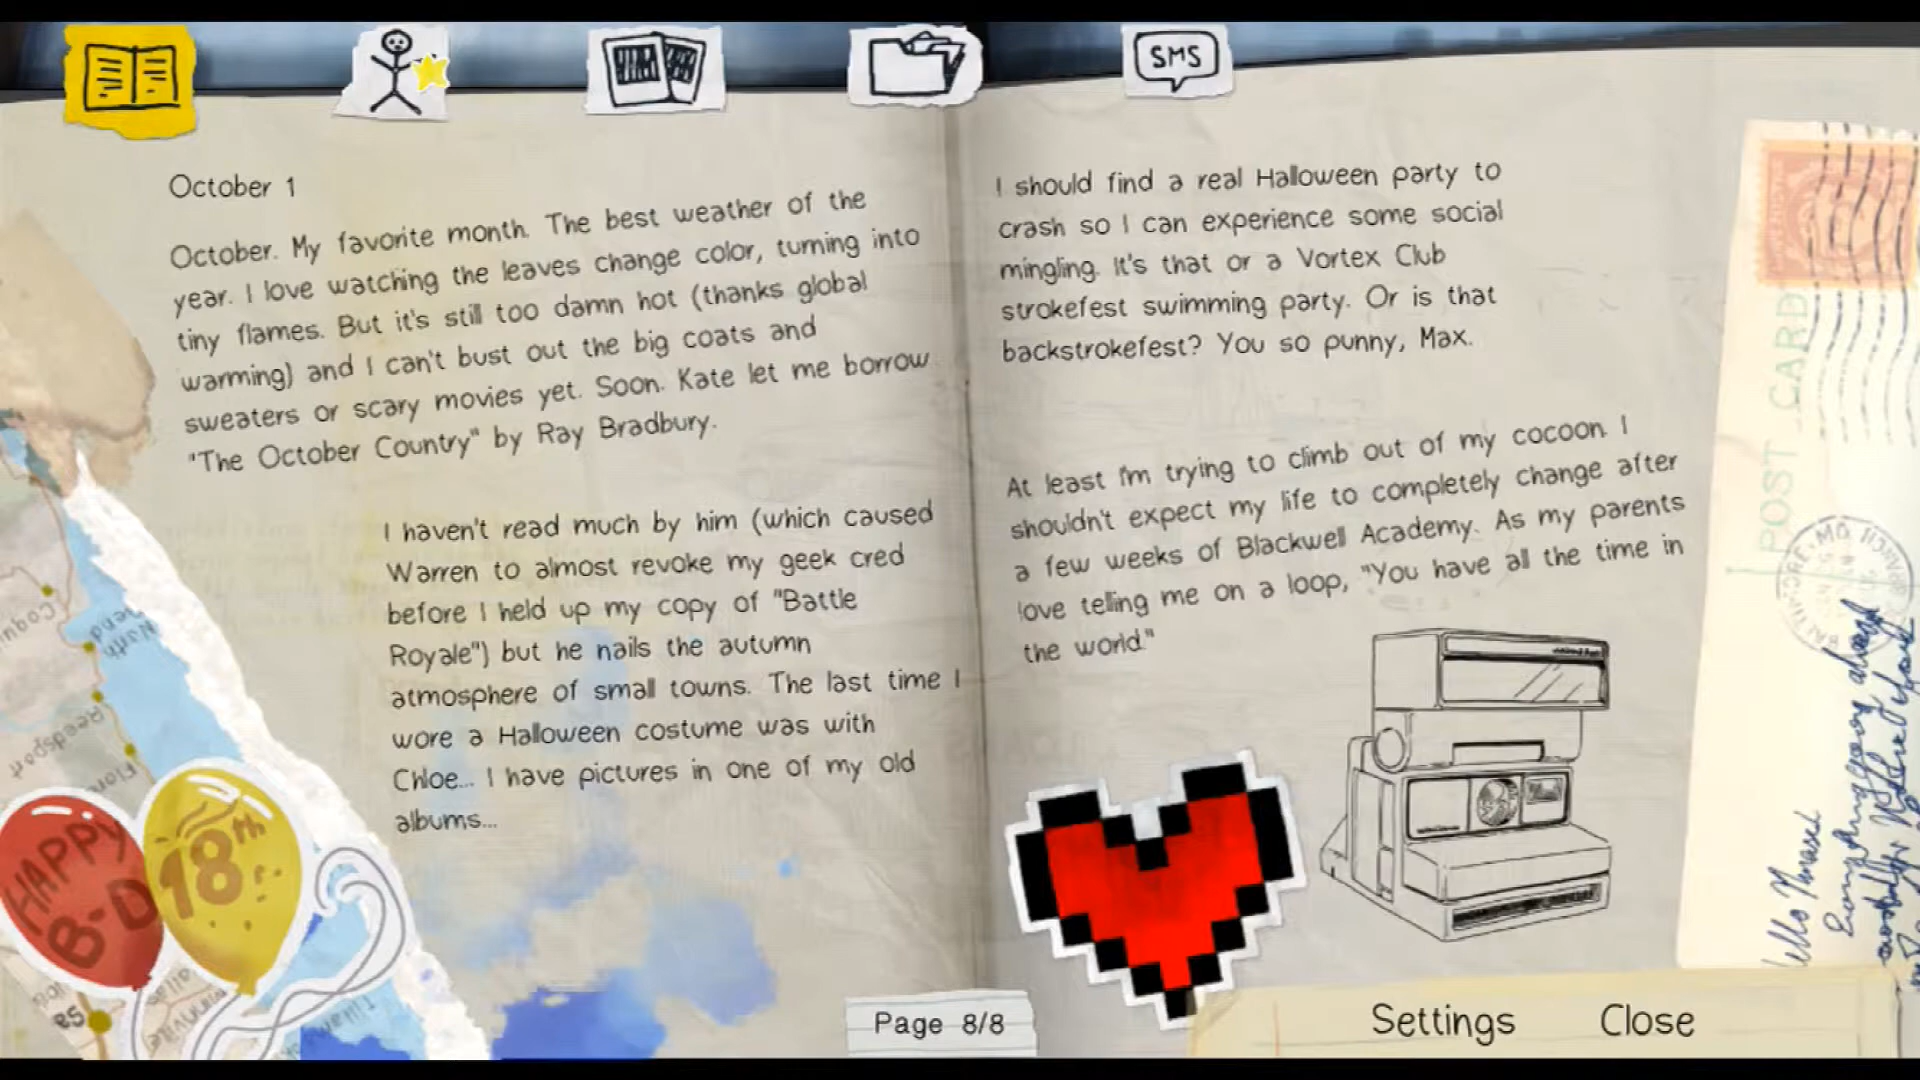 SMS
October 1
October. My favorite month. The best weather of the
year. I love watching the leaves change color, turning into
tiny flames. But it's still too damn hot (thanks global
warming) and I can't bust out the big coats and
sweaters or scary movies yet. Soon. Kate let me borrow
"The October Country" by Ray Bradbury.
I haven't read much by him (which caused
Warren to almost revoke my geek cred
before I held up my copy of "Battle
Royale") but he nails the autumn
atmosphere of small towns. The last time I
wore a Halloween costume was with
Chloe... I have pictures in one of my old
albums...
I should find a real Halloween party to
crash so I can experience some social
mingling. It's that or a Vortex Club
strokefest swimming party. Or is that
backstrokefest? You so punny, Max.
At least I'm trying to climb out of my cocoon. I
shouldn't expect my life to completely change after
a few weeks of Blackwell Academy. As my parents
love telling me on a loop, "You have all the time in
the world."
HAPPY
B-D
18th
North
Bend
Reedsport
POST CARD
Page 8/8
Settings
Close